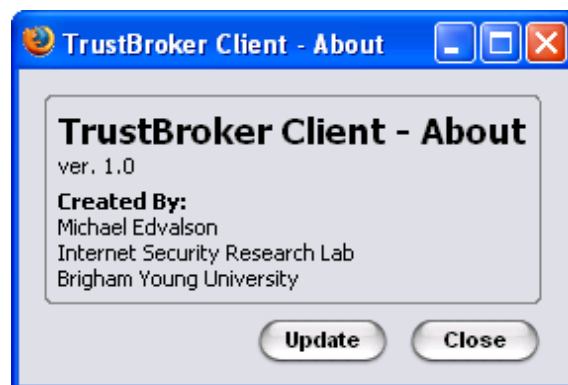 TrustBroker Client - About
TrustBroker Client - About
ver. 1.0
Created By:
Michael Edvalson
Internet Security Research Lab
Brigham Young University
Update Close